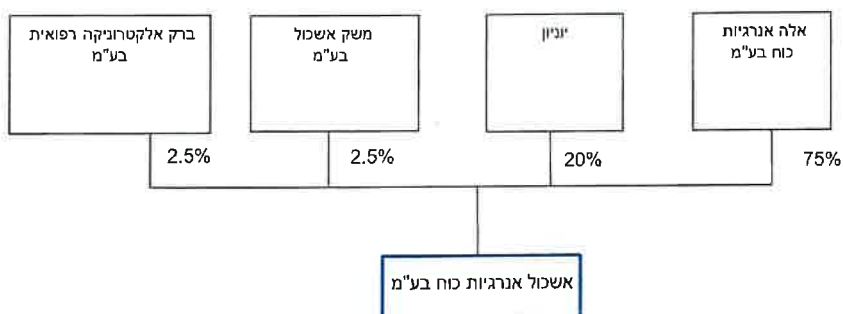 אלה אנרגיות
כוח בע"מ
יוניון
משק אשכול
בע"מ
ברק אלקטרוניקה רפואית
בע"מ
75%
20%
2.5%
2.5%
אשכול אנרגיות כוח בע"מ